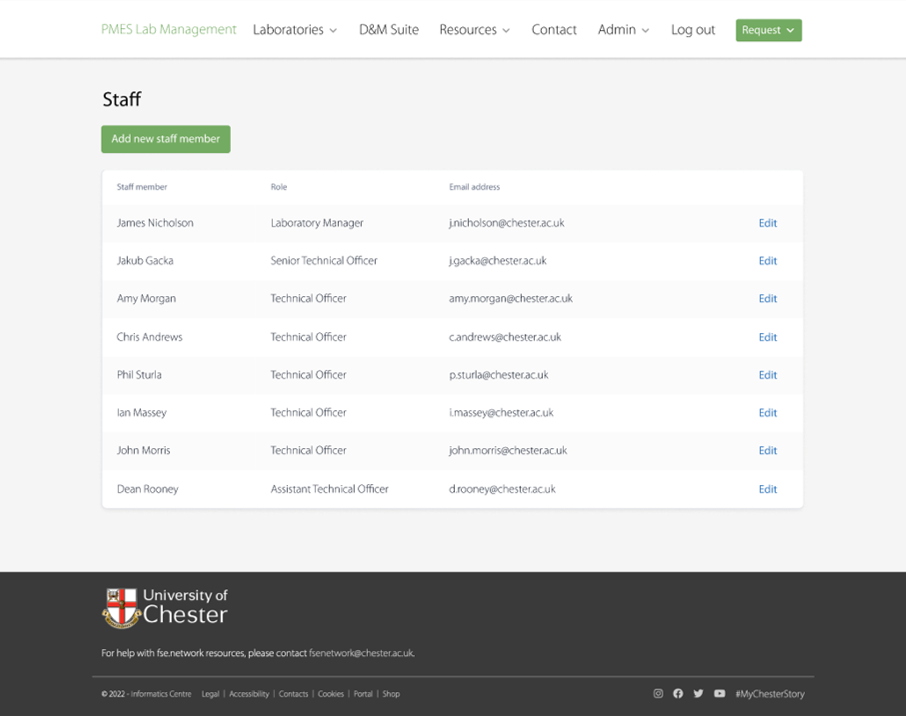 PMES Lab Management Laboratories D&M Suite Resources Contact Admin Log out Request
Staff
Add new staff member
Staff member Role Email address
James Nicholson Laboratory Manager j.nicholson@chester.ac.uk Edit
Jakub Gacka Senior Technical Officer j.gacka@chester.ac.uk Edit
Amy Morgan Technical Officer amy.morgan@chester.ac.uk Edit
Chris Andrews Technical Officer c.andrews@chester.ac.uk Edit
Phil Sturla Technical Officer p.sturla@chester.ac.uk Edit
Ian Massey Technical Officer i.massey@chester.ac.uk Edit
John Morris Technical Officer john.morris@chester.ac.uk Edit
Dean Rooney Assistant Technical Officer d.rooney@chester.ac.uk Edit
University of
Chester
For help with fse.network resources, please contact fsenetwork@chester.ac.uk.
© 2022 - Informatics Centre Legal | Accessibility | Contacts | Cookies | Portal | Shop #MyChesterStory